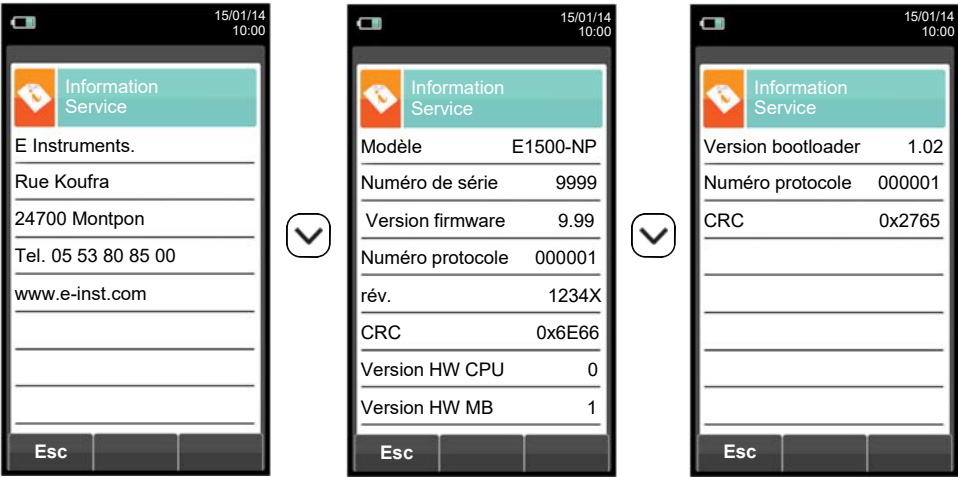 15/01/14
10:00
Information
Service
E Instruments.
Rue Koufra
24700 Montpon
Tel. 05 53 80 85 00
www.e-inst.com
Esc
15/01/14
10:00
Information
Service
Modèle E1500-NP
Numéro de série 9999
Version firmware 9.99
Numéro protocole 000001
rév. 1234X
CRC 0x6E66
Version HW CPU 0
Version HW MB 1
Esc
15/01/14
10:00
Information
Service
Version bootloader 1.02
Numéro protocole 000001
CRC 0x2765
Esc